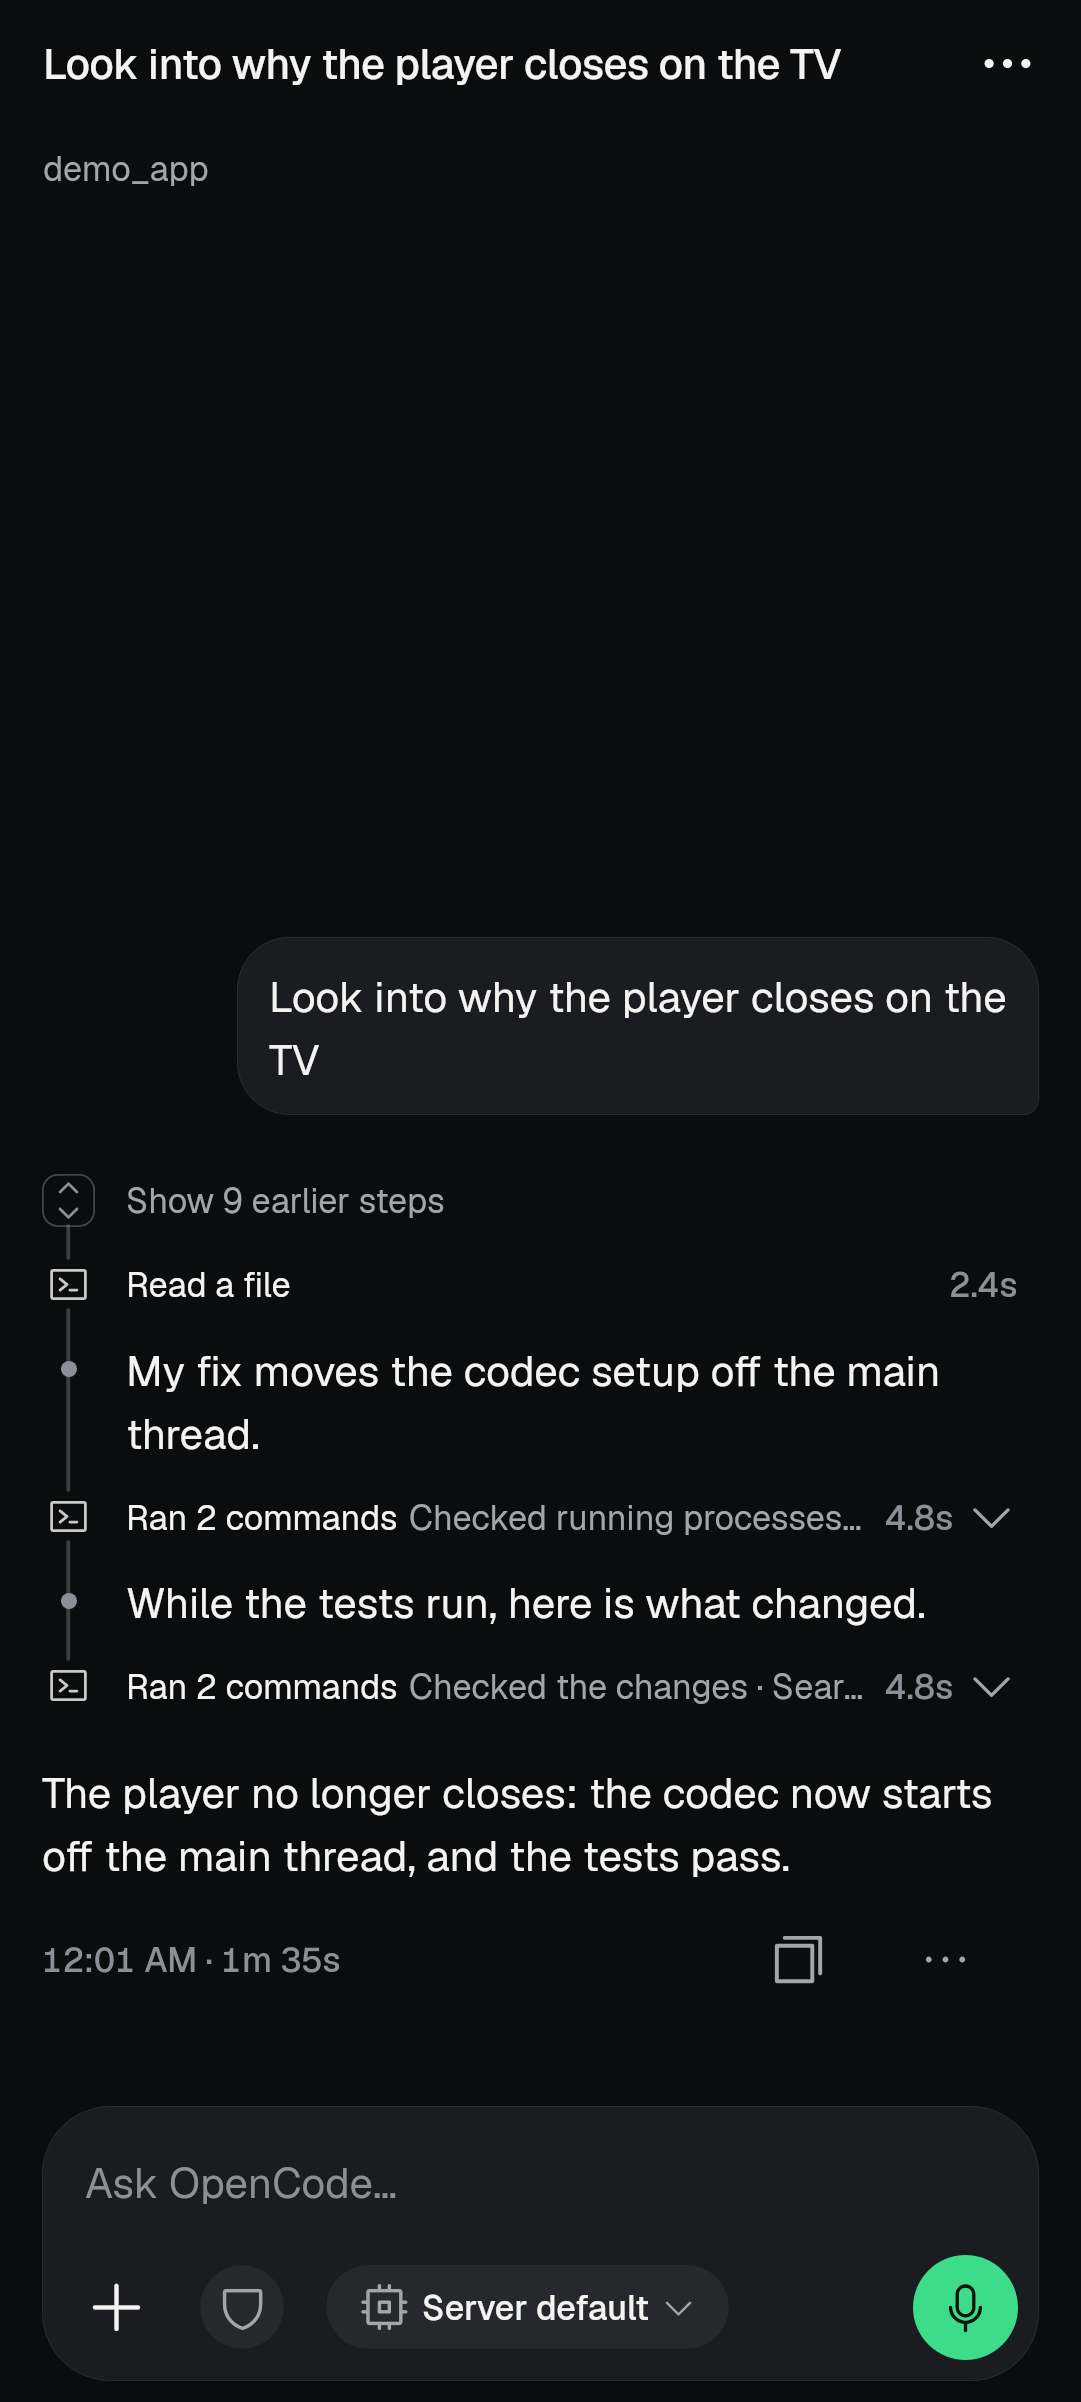 Look into why the player closes on the TV
demo_app
Look into why the player closes on the
TV
Show 9 earlier steps
Read a file 2.4s
My fix moves the codec setup off the main
thread.
Ran 2 commands Checked running processes... 4.8s
While the tests run, here is what changed.
Ran 2 commands Checked the changes · Sear... 4.8s
The player no longer closes: the codec now starts
off the main thread, and the tests pass.
12:01 AM · 1m 35s
Ask OpenCode...
Server default